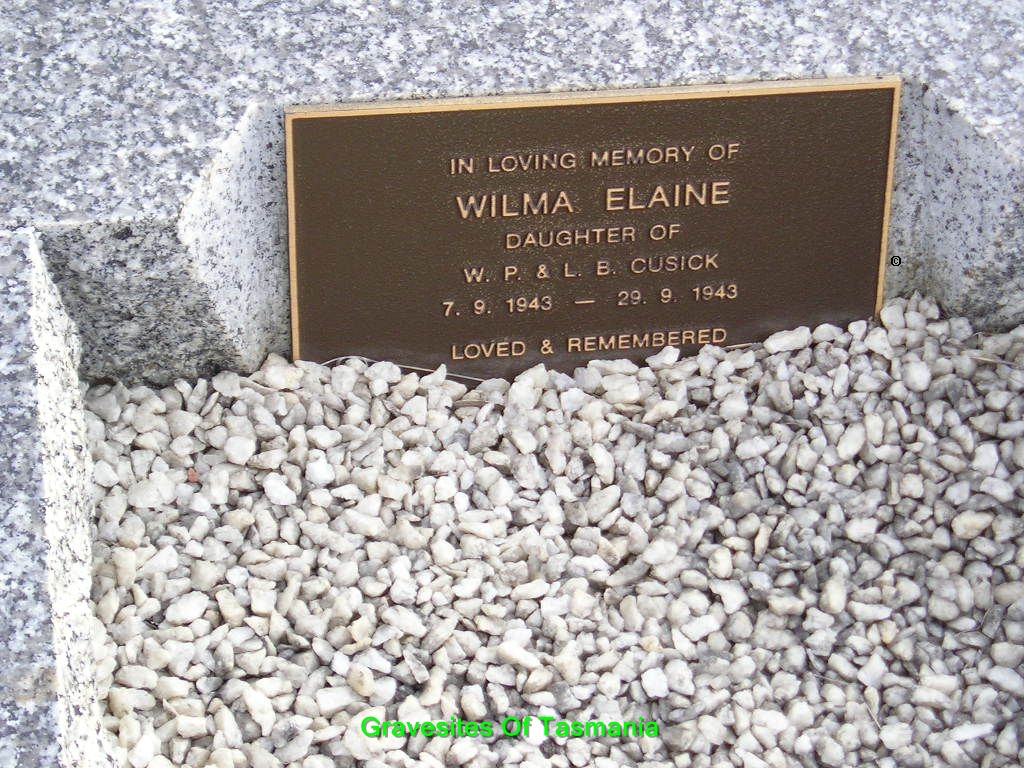 IN LOVING MEMORY OF
WILMA ELAINE
DAUGHTER OF
W. P. & L. B. CUSICK
7. 9. 1943 — 29. 9. 1943
LOVED & REMEMBERED
©
Gravesites Of Tasmania